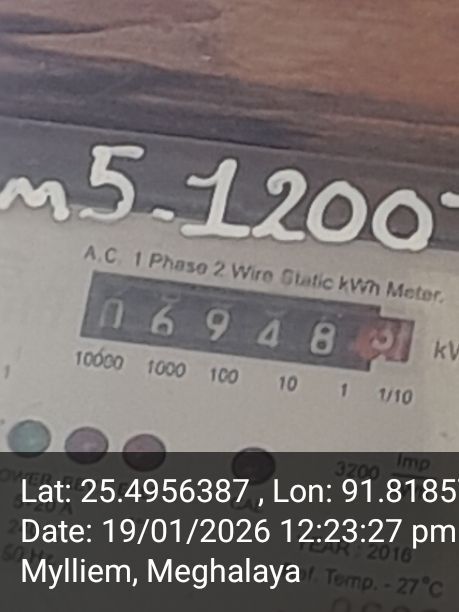 m5-1200
A.C. 1 Phase 2 Wire Static kWh Meter.
0 6 9 4 8
10000 1000 100 10 1 1/10
3200 Imp
Lat: 25.4956387 , Lon: 91.8185
Date: 19/01/2026 12:23:27 pm
YEAR : 2016
Mylliem, Meghalaya
Ref. Temp. - 27°C